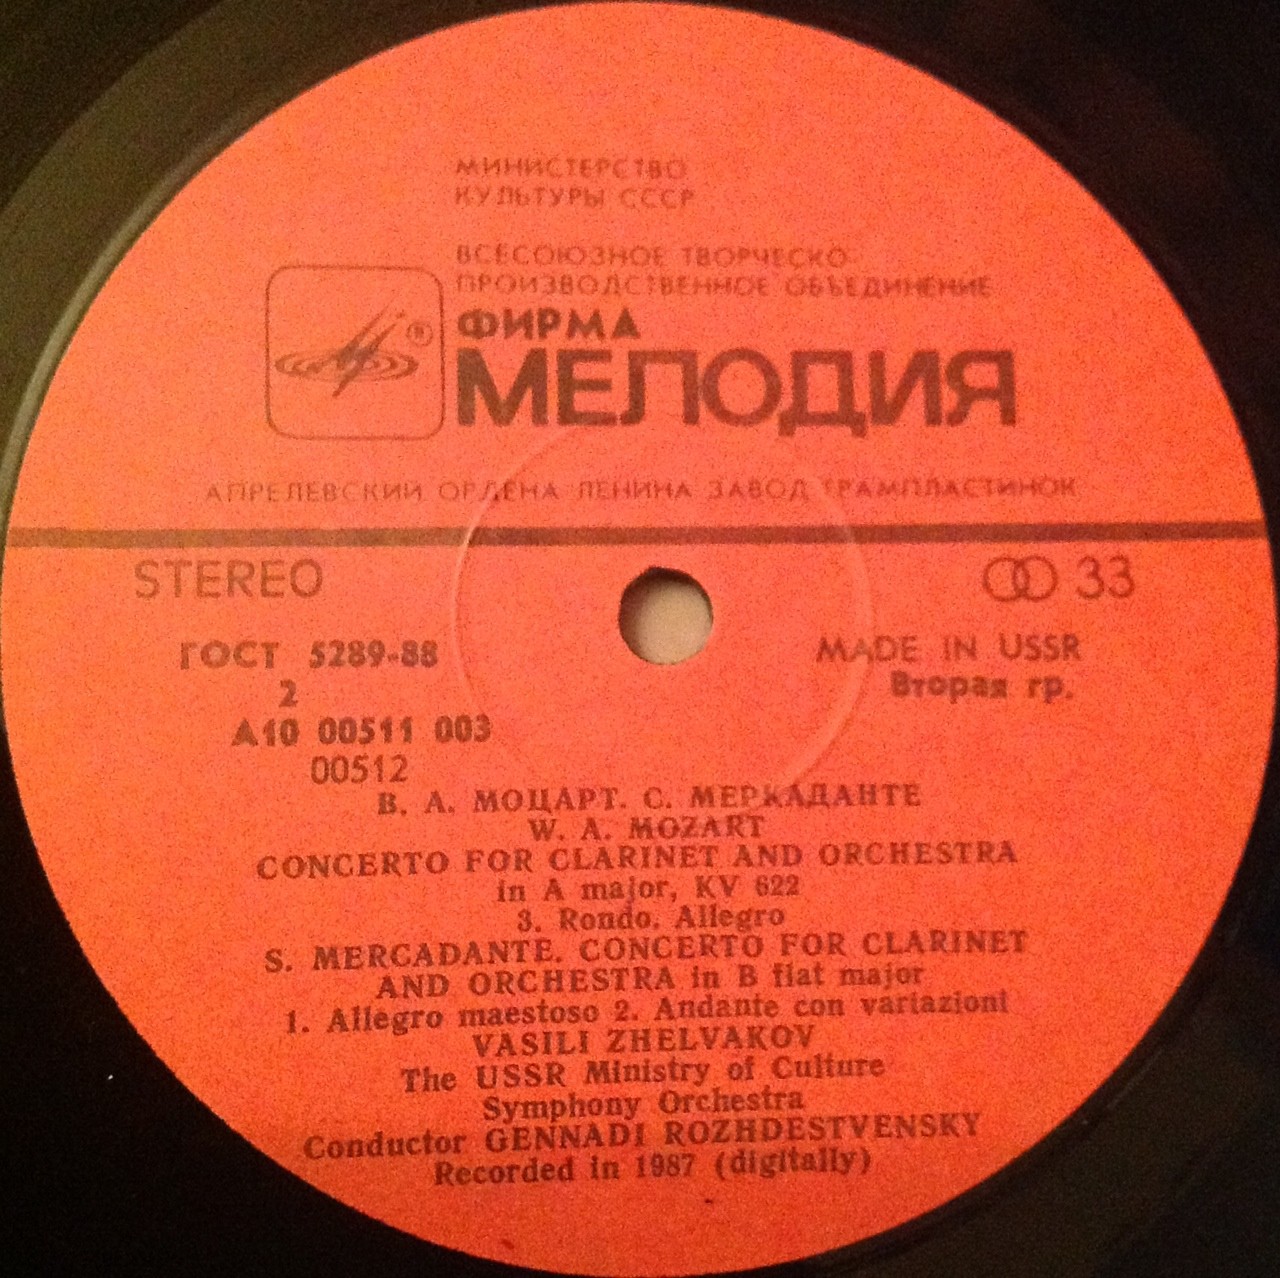 МИНИСТЕРСТВО
КУЛЬТУРЫ СССР
ВСЕСОЮЗНОЕ ТВОРЧЕСКО-
ПРОИЗВОДСТВЕННОЕ ОБЪЕДИНЕНИЕ
ФИРМА
®
МЕЛОДИЯ
АПРЕЛЕВСКИЙ ОРДЕНА ЛЕНИНА ЗАВОД ГРАМПЛАСТИНОК
STEREO
33
ГОСТ 5289-88
MADE IN USSR
2
Вторая гр.
А10 00511 003
00512
В. А. МОЦАРТ. С. МЕРКАДАНТЕ
W. A. MOZART
CONCERTO FOR CLARINET AND ORCHESTRA
in A major, KV 622
3. Rondo. Allegro
S. MERCADANTE. CONCERTO FOR CLARINET
AND ORCHESTRA in B flat major
1. Allegro maestoso 2. Andante con variazioni
VASILI ZHELVAKOV
The USSR Ministry of Culture
Symphony Orchestra
Conductor GENNADI ROZHDESTVENSKY
Recorded in 1987 (digitally)